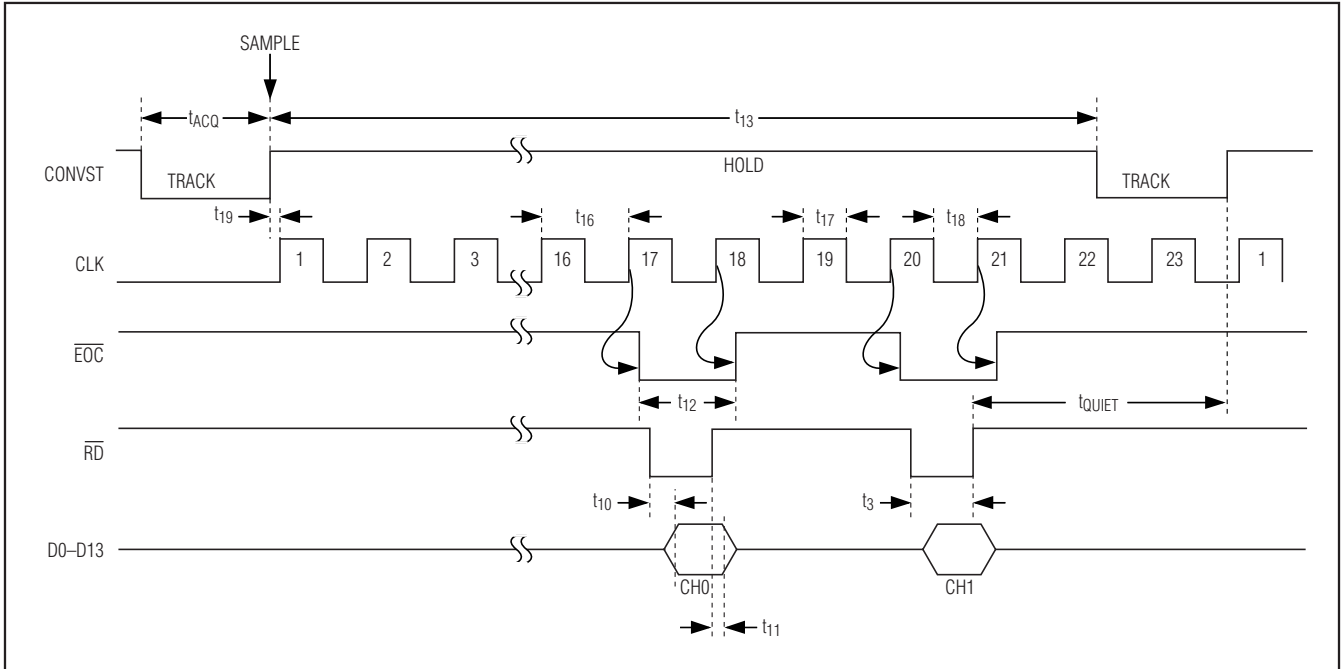 SAMPLE
tACQ
t13
CONVST
TRACK
HOLD
TRACK
t19
t16
t17
t18
CLK
1 2 3 16 17 18 19 20 21 22 23 1
EOC
t12
tQUIET
RD
t10
t3
D0–D13
CH0
CH1
t11